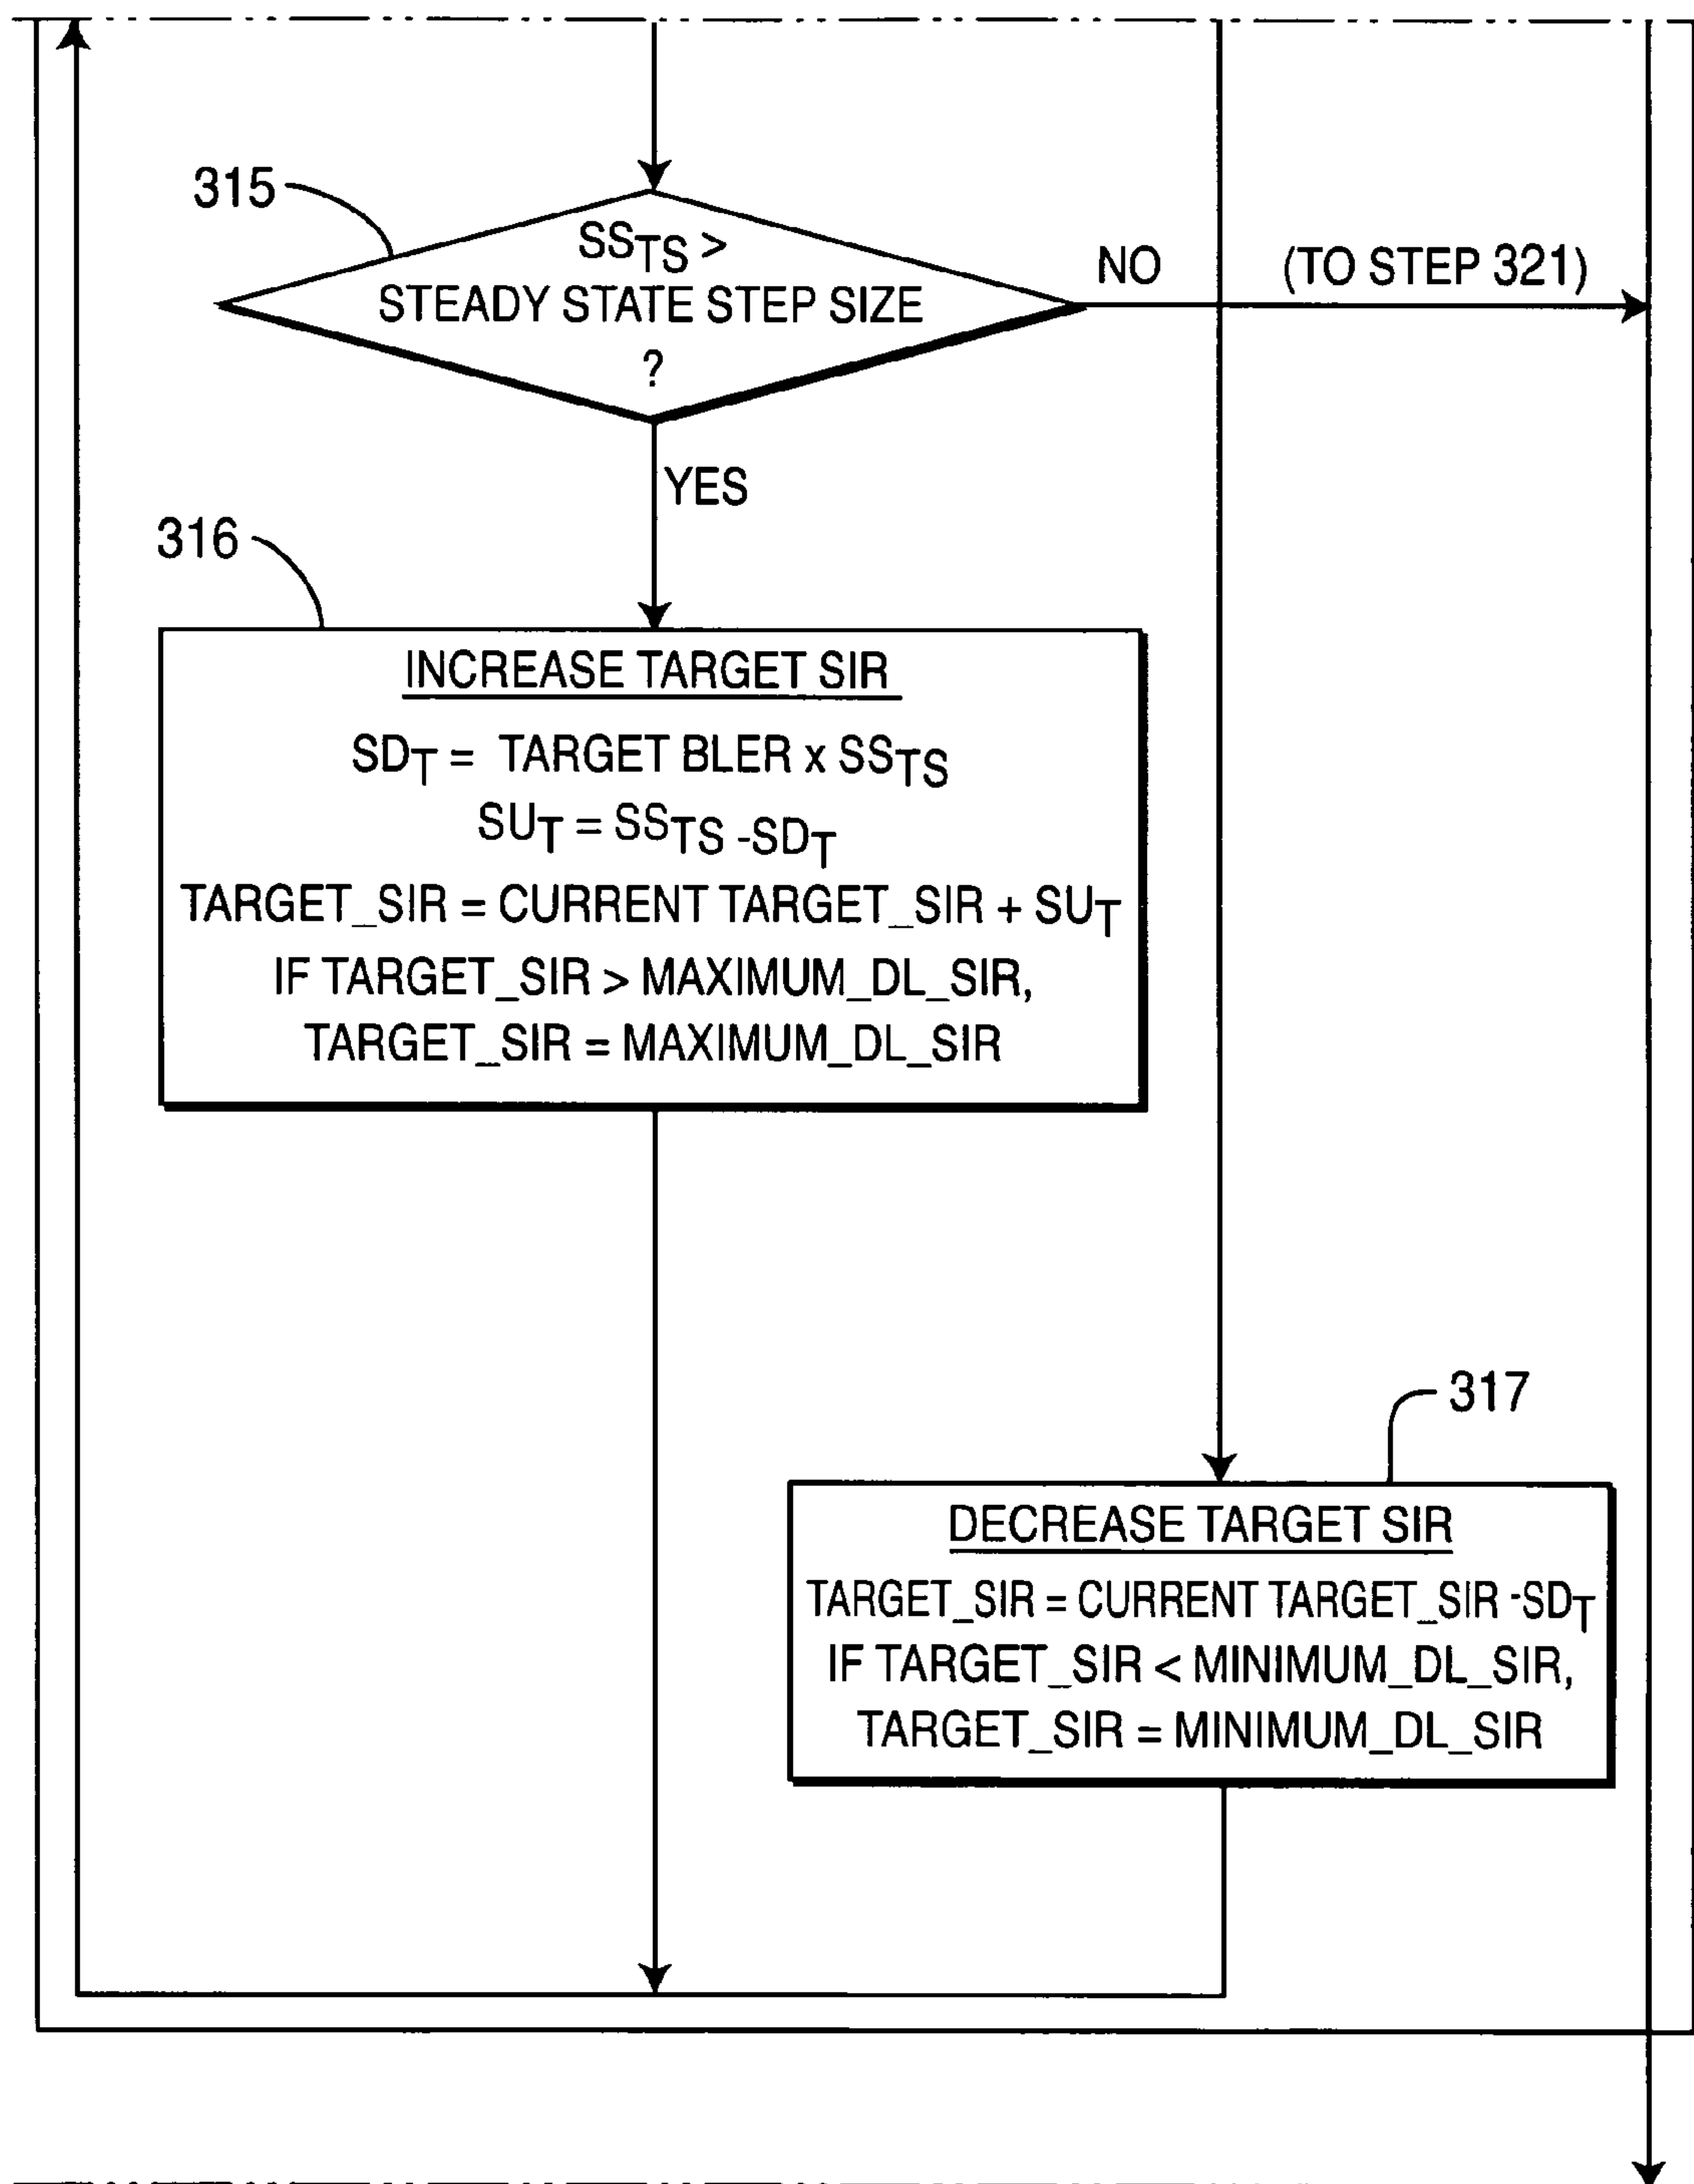 315
SSTS >
STEADY STATE STEP SIZE
?
NO
(TO STEP 321)
YES
316
INCREASE TARGET SIR
SDT = TARGET BLER x SSTS
SUT = SSTS -SDT
TARGET_SIR = CURRENT TARGET_SIR + SUT
IF TARGET_SIR > MAXIMUM_DL_SIR,
TARGET_SIR = MAXIMUM_DL_SIR
317
DECREASE TARGET SIR
TARGET_SIR = CURRENT TARGET_SIR -SDT
IF TARGET_SIR < MINIMUM_DL_SIR,
TARGET_SIR = MINIMUM_DL_SIR